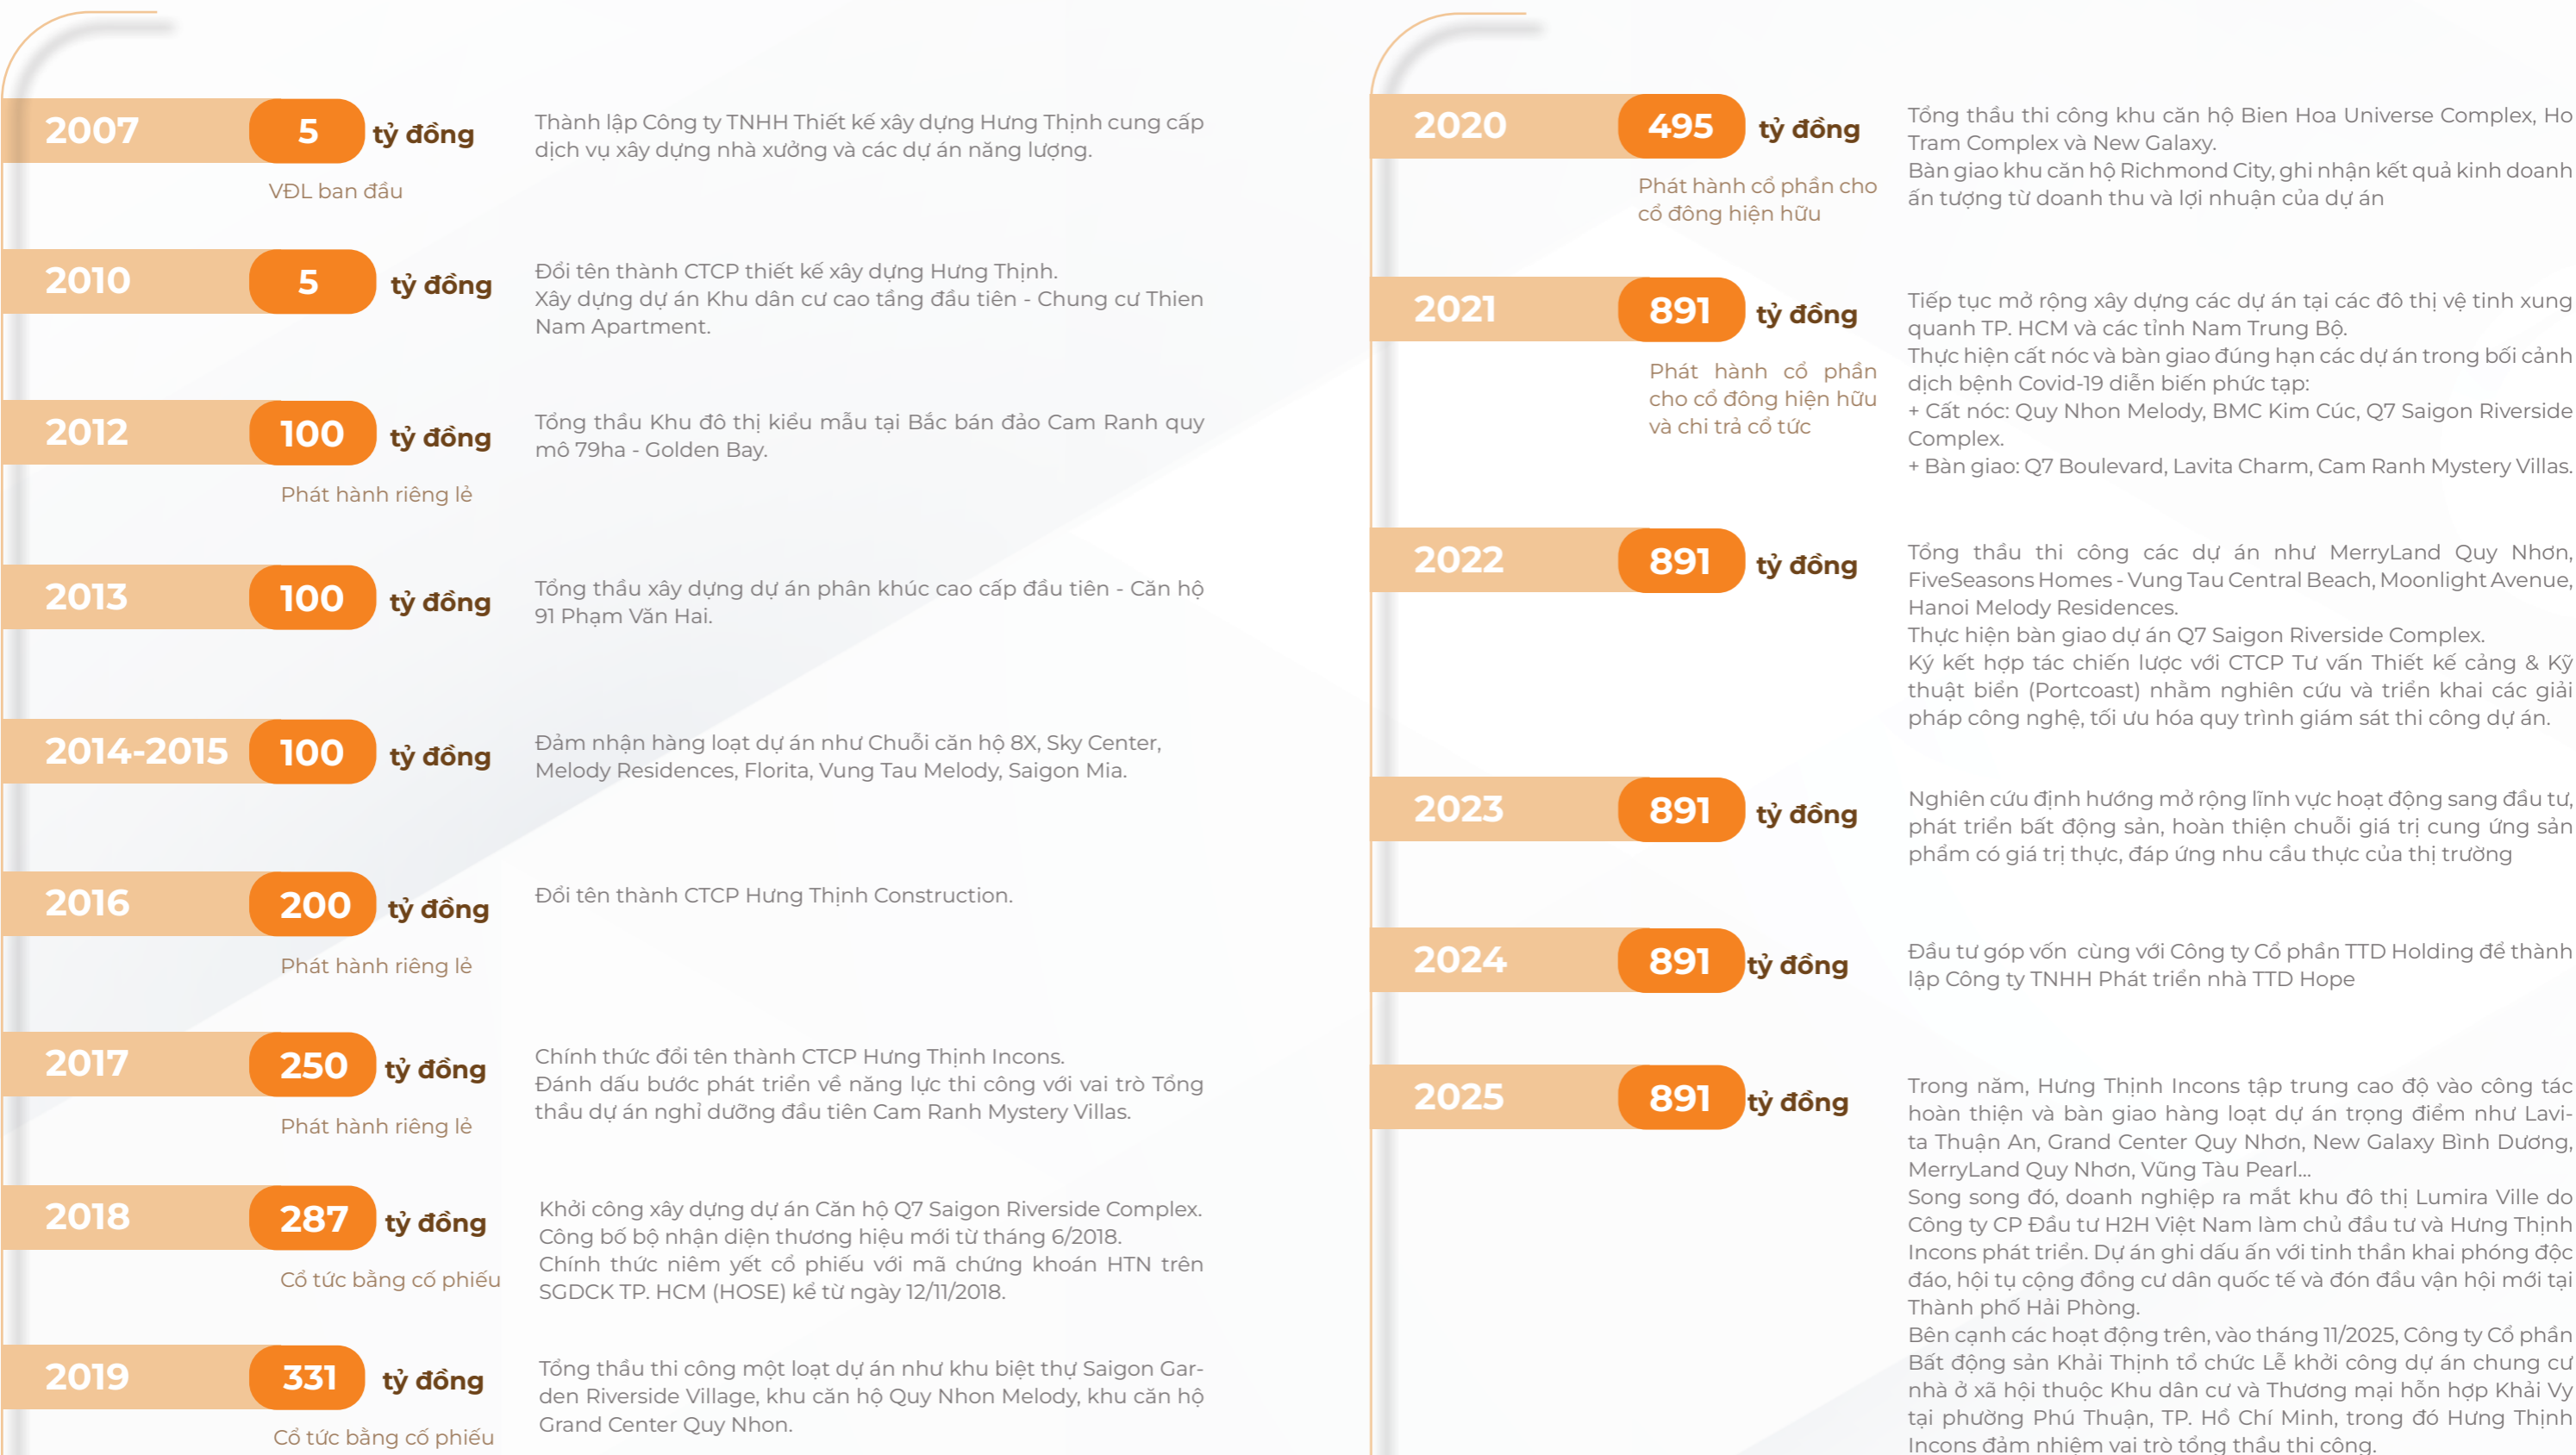 2007
5 tỷ đồng
VĐL ban đầu
Thành lập Công ty TNHH Thiết kế xây dựng Hưng Thịnh cung cấp
dịch vụ xây dựng nhà xưởng và các dự án năng lượng.
2010
5 tỷ đồng
Đổi tên thành CTCP thiết kế xây dựng Hưng Thịnh.
Xây dựng dự án Khu dân cư cao tầng đầu tiên - Chung cư Thien
Nam Apartment.
2012
100 tỷ đồng
Phát hành riêng lẻ
Tổng thầu Khu đô thị kiểu mẫu tại Bắc bán đảo Cam Ranh quy
mô 79ha - Golden Bay.
2013
100 tỷ đồng
Tổng thầu xây dựng dự án phân khúc cao cấp đầu tiên - Căn hộ
91 Phạm Văn Hai.
2014-2015
100 tỷ đồng
Đảm nhận hàng loạt dự án như Chuỗi căn hộ 8X, Sky Center,
Melody Residences, Florita, Vung Tau Melody, Saigon Mia.
2016
200 tỷ đồng
Phát hành riêng lẻ
Đổi tên thành CTCP Hưng Thịnh Construction.
2017
250 tỷ đồng
Phát hành riêng lẻ
Chính thức đổi tên thành CTCP Hưng Thịnh Incons.
Đánh dấu bước phát triển về năng lực thi công với vai trò Tổng
thầu dự án nghỉ dưỡng đầu tiên Cam Ranh Mystery Villas.
2018
287 tỷ đồng
Cổ tức bằng cố phiếu
Khởi công xây dựng dự án Căn hộ Q7 Saigon Riverside Complex.
Công bố bộ nhận diện thương hiệu mới từ tháng 6/2018.
Chính thức niêm yết cổ phiếu với mã chứng khoán HTN trên
SGDCK TP. HCM (HOSE) kể từ ngày 12/11/2018.
2019
331 tỷ đồng
Cổ tức bằng cố phiếu
Tổng thầu thi công một loạt dự án như khu biệt thự Saigon Gar-
den Riverside Village, khu căn hộ Quy Nhon Melody, khu căn hộ
Grand Center Quy Nhon.
2020
495 tỷ đồng
Phát hành cổ phần cho
cổ đông hiện hữu
Tổng thầu thi công khu căn hộ Bien Hoa Universe Complex, Ho
Tram Complex và New Galaxy.
Bàn giao khu căn hộ Richmond City, ghi nhận kết quả kinh doanh
ấn tượng từ doanh thu và lợi nhuận của dự án
2021
891 tỷ đồng
Phát hành cổ phần
cho cổ đông hiện hữu
và chi trả cổ tức
Tiếp tục mở rộng xây dựng các dự án tại các đô thị vệ tinh xung
quanh TP. HCM và các tỉnh Nam Trung Bộ.
Thực hiện cất nóc và bàn giao đúng hạn các dự án trong bối cảnh
dịch bệnh Covid-19 diễn biến phức tạp:
+ Cất nóc: Quy Nhon Melody, BMC Kim Cúc, Q7 Saigon Riverside
Complex.
+ Bàn giao: Q7 Boulevard, Lavita Charm, Cam Ranh Mystery Villas.
2022
891 tỷ đồng
Tổng thầu thi công các dự án như MerryLand Quy Nhơn,
FiveSeasons Homes - Vung Tau Central Beach, Moonlight Avenue,
Hanoi Melody Residences.
Thực hiện bàn giao dự án Q7 Saigon Riverside Complex.
Ký kết hợp tác chiến lược với CTCP Tư vấn Thiết kế cảng & Kỹ
thuật biển (Portcoast) nhằm nghiên cứu và triển khai các giải
pháp công nghệ, tối ưu hóa quy trình giám sát thi công dự án.
2023
891 tỷ đồng
Nghiên cứu định hướng mở rộng lĩnh vực hoạt động sang đầu tư,
phát triển bất động sản, hoàn thiện chuỗi giá trị cung ứng sản
phẩm có giá trị thực, đáp ứng nhu cầu thực của thị trường
2024
891 tỷ đồng
Đầu tư góp vốn cùng với Công ty Cổ phần TTD Holding để thành
lập Công ty TNHH Phát triển nhà TTD Hope
2025
891 tỷ đồng
Trong năm, Hưng Thịnh Incons tập trung cao độ vào công tác
hoàn thiện và bàn giao hàng loạt dự án trọng điểm như Lavi-
ta Thuận An, Grand Center Quy Nhơn, New Galaxy Bình Dương,
MerryLand Quy Nhơn, Vũng Tàu Pearl...
Song song đó, doanh nghiệp ra mắt khu đô thị Lumira Ville do
Công ty CP Đầu tư H2H Việt Nam làm chủ đầu tư và Hưng Thịnh
Incons phát triển. Dự án ghi dấu ấn với tinh thần khai phóng độc
đáo, hội tụ cộng đồng cư dân quốc tế và đón đầu vận hội mới tại
Thành phố Hải Phòng.
Bên cạnh các hoạt động trên, vào tháng 11/2025, Công ty Cổ phần
Bất động sản Khải Thịnh tổ chức Lễ khởi công dự án chung cư
nhà ở xã hội thuộc Khu dân cư và Thương mại hỗn hợp Khải Vy
tại phường Phú Thuận, TP. Hồ Chí Minh, trong đó Hưng Thịnh
Incons đảm nhiệm vai trò tổng thầu thi công.